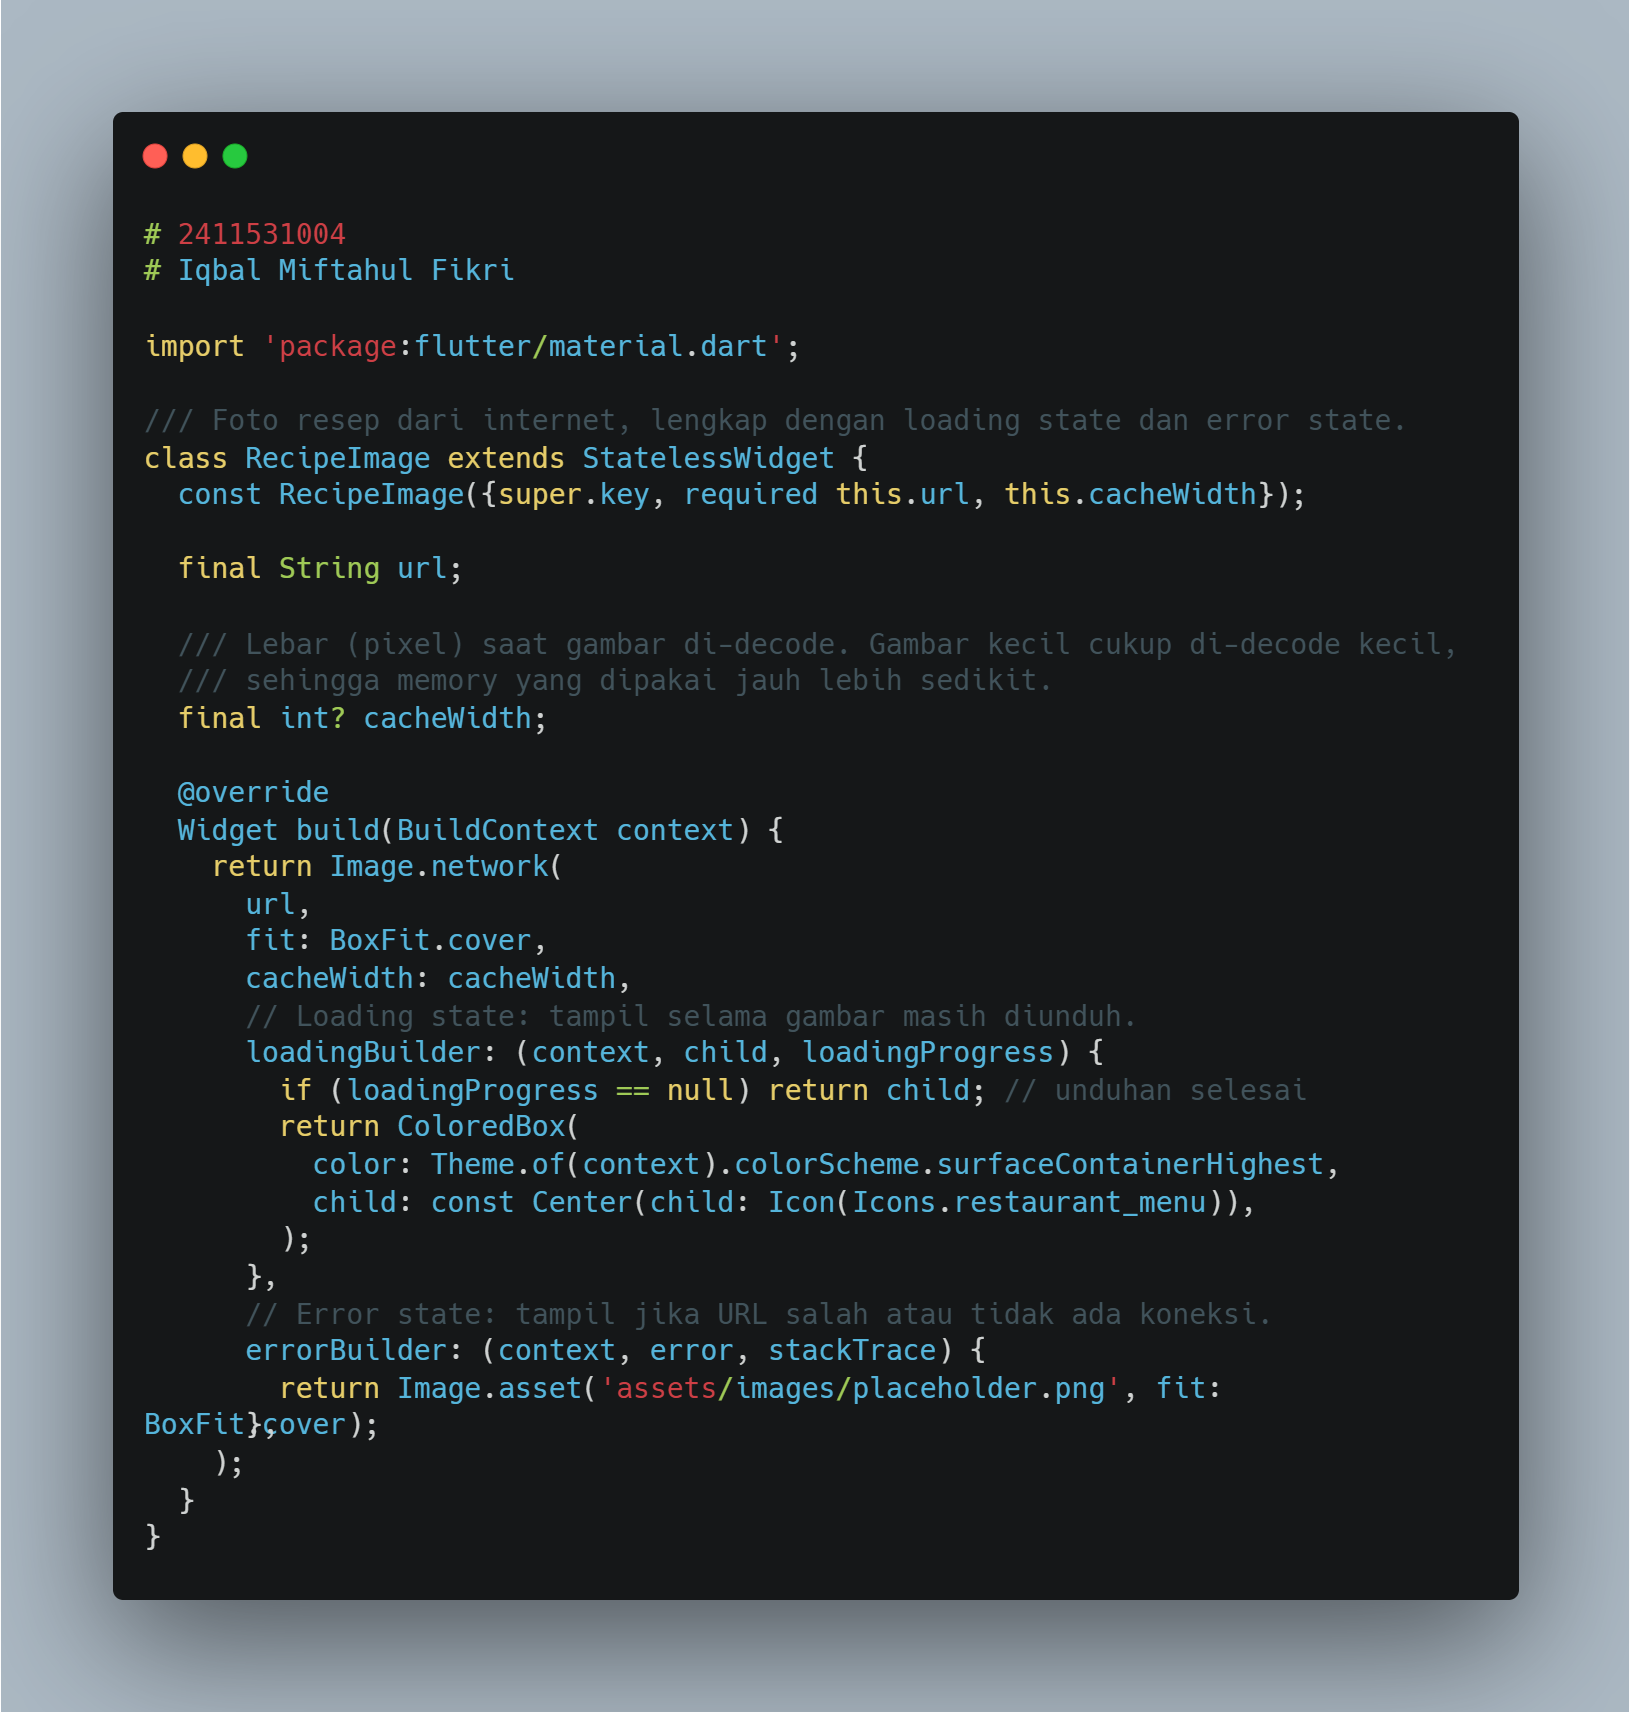 # 2411531004
# Iqbal Miftahul Fikri

import 'package:flutter/material.dart';

/// Foto resep dari internet, lengkap dengan loading state dan error state.
class RecipeImage extends StatelessWidget {
  const RecipeImage({super.key, required this.url, this.cacheWidth});

  final String url;

  /// Lebar (pixel) saat gambar di-decode. Gambar kecil cukup di-decode kecil,
  /// sehingga memory yang dipakai jauh lebih sedikit.
  final int? cacheWidth;

  @override
  Widget build(BuildContext context) {
    return Image.network(
      url,
      fit: BoxFit.cover,
      cacheWidth: cacheWidth,
      // Loading state: tampil selama gambar masih diunduh.
      loadingBuilder: (context, child, loadingProgress) {
        if (loadingProgress == null) return child; // unduhan selesai
        return ColoredBox(
          color: Theme.of(context).colorScheme.surfaceContainerHighest,
          child: const Center(child: Icon(Icons.restaurant_menu)),
        );
      },
      // Error state: tampil jika URL salah atau tidak ada koneksi.
      errorBuilder: (context, error, stackTrace) {
        return Image.asset('assets/images/placeholder.png', fit:
BoxFit.cover);
      },
    );
  }
}